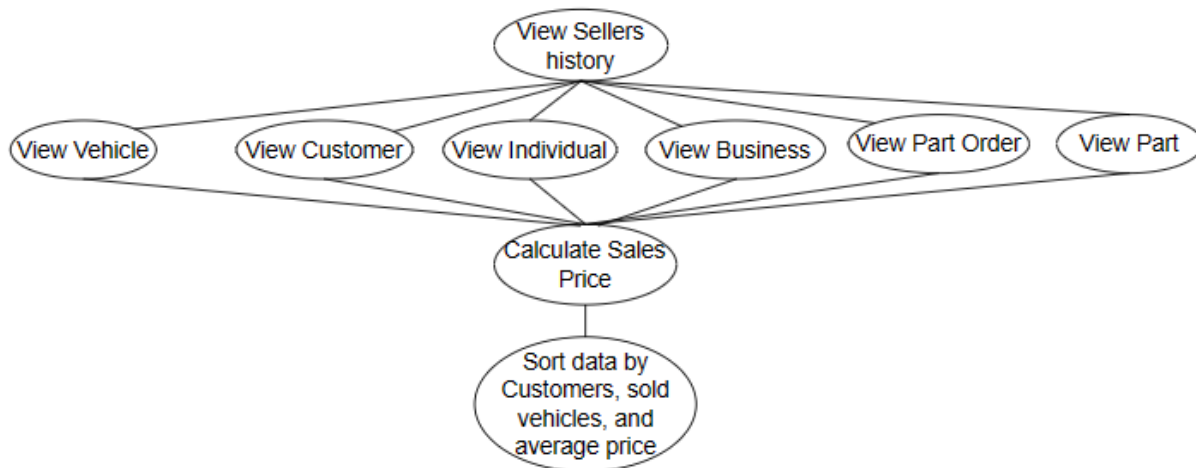 View Sellers
history
View Vehicle
View Customer
View Individual
View Business
View Part Order
View Part
Calculate Sales
Price
Sort data by
Customers, sold
vehicles, and
average price